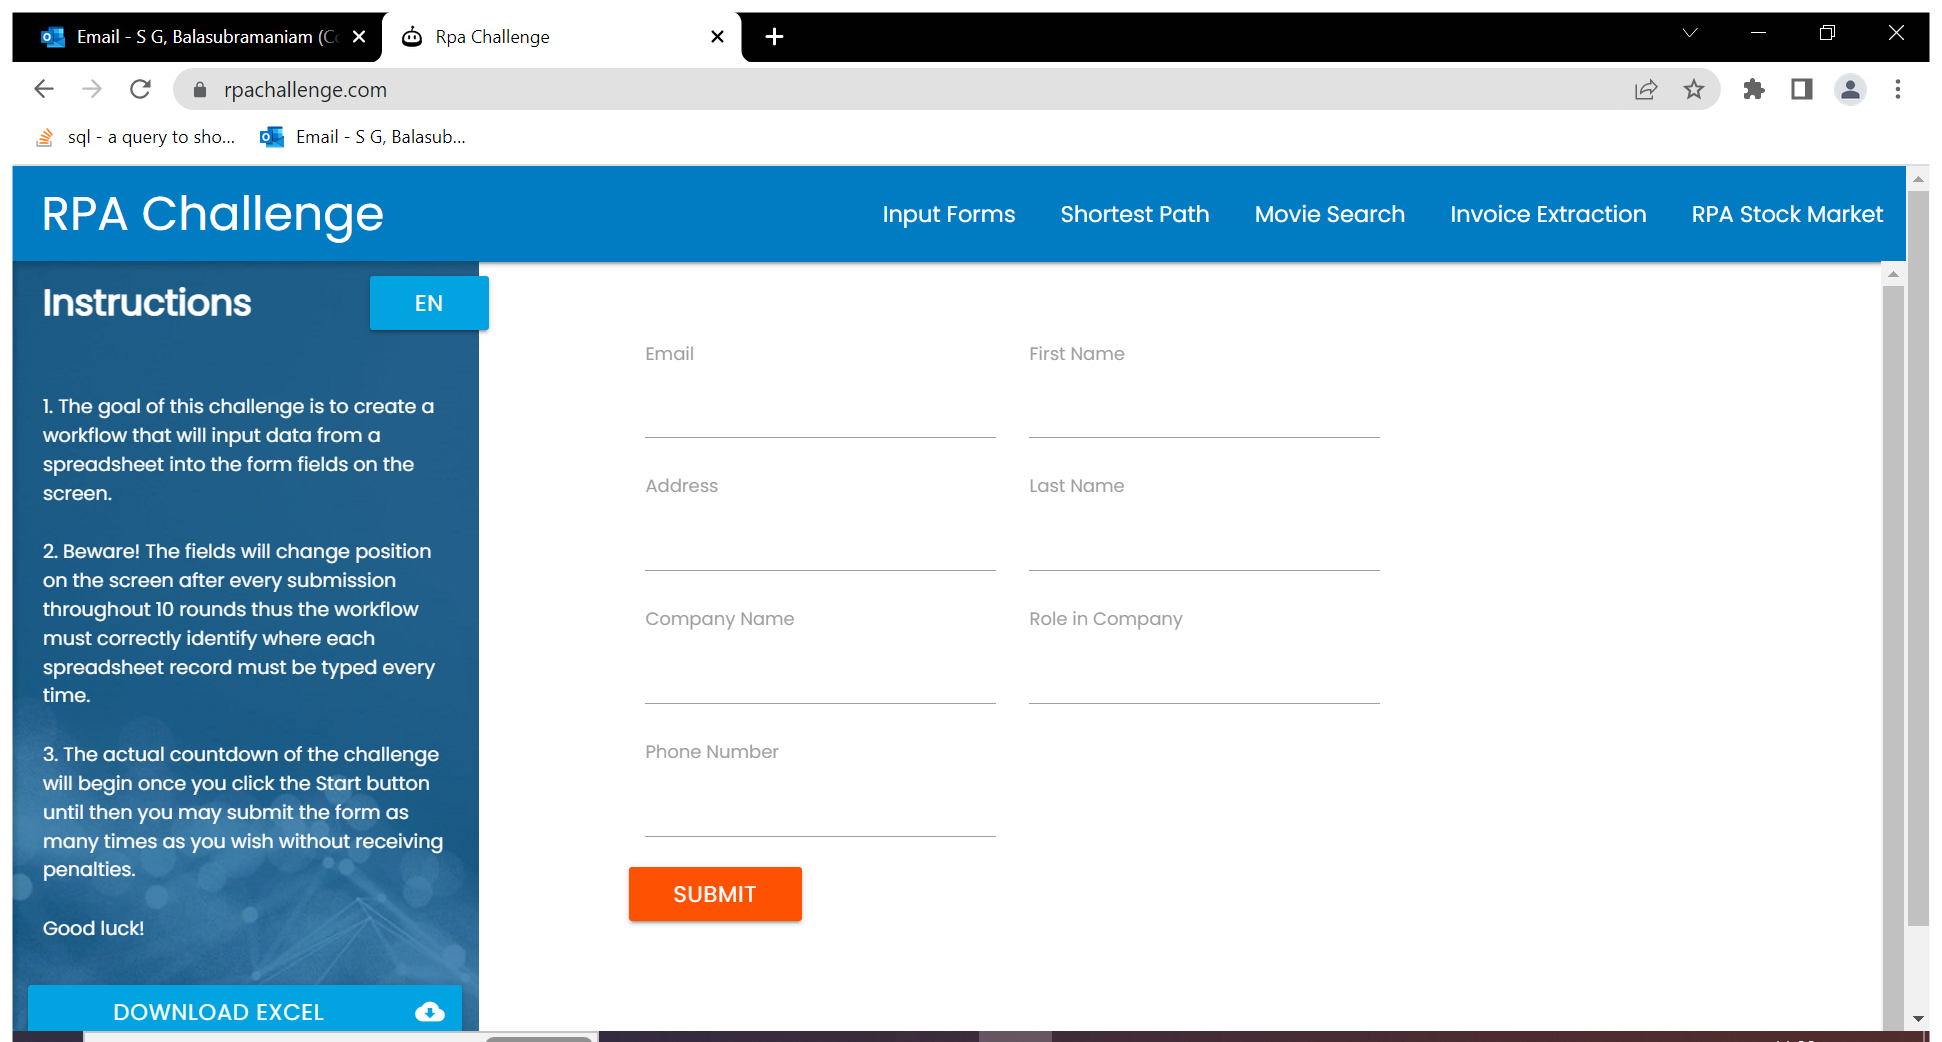 Email - S G, Balasubramaniam (C
Rpa Challenge
rpachallenge.com
sql - a query to sho...
Email - S G, Balasub...
RPA Challenge
Input Forms
Shortest Path
Movie Search
Invoice Extraction
RPA Stock Market
Instructions
EN
1. The goal of this challenge is to create a
workflow that will input data from a
spreadsheet into the form fields on the
screen.
2. Beware! The fields will change position
on the screen after every submission
throughout 10 rounds thus the workflow
must correctly identify where each
spreadsheet record must be typed every
time.
3. The actual countdown of the challenge
will begin once you click the Start button
until then you may submit the form as
many times as you wish without receiving
penalties.
Good luck!
DOWNLOAD EXCEL
Email
First Name
Address
Last Name
Company Name
Role in Company
Phone Number
SUBMIT